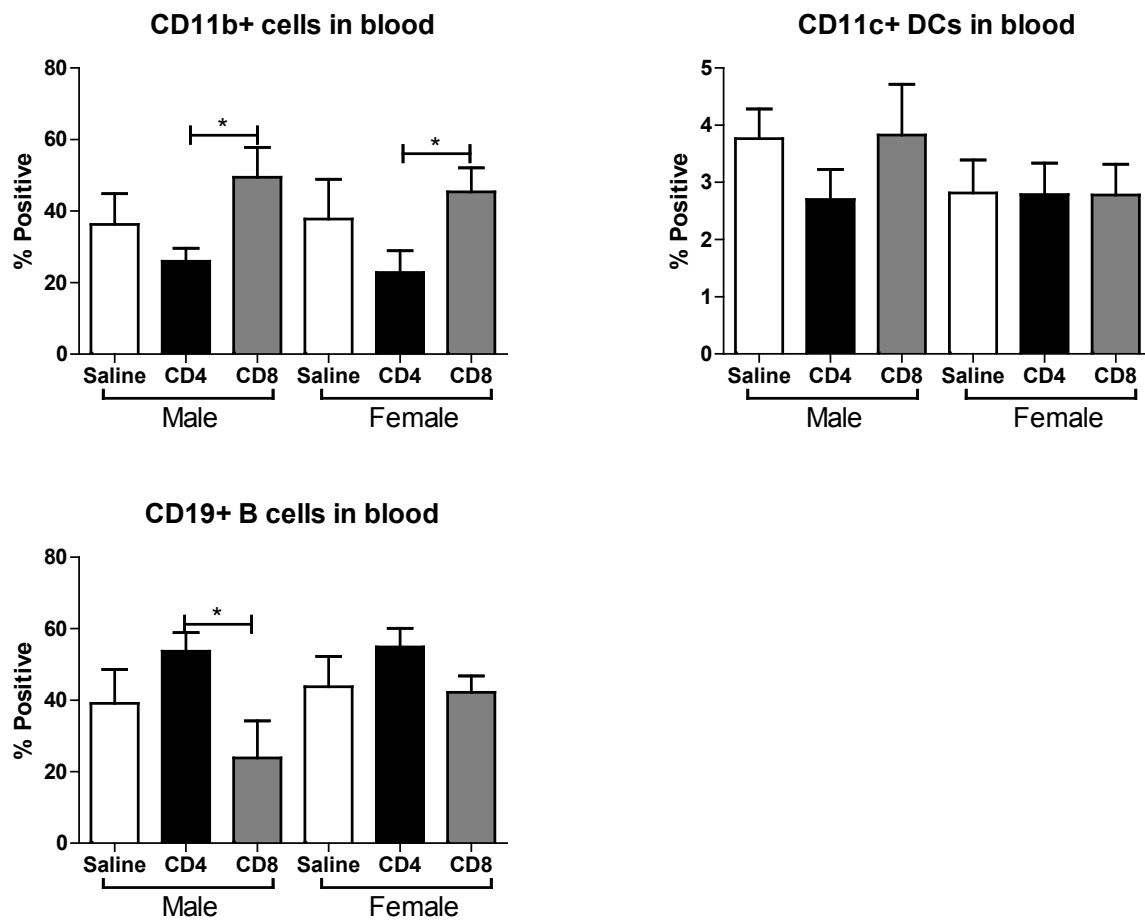 CD11b+ cells in blood
% Positive
80
60
40
20
0
*
*
Saline CD4 CD8 Saline CD4 CD8
Male Female
CD11c+ DCs in blood
% Positive
5
4
3
2
1
0
Saline CD4 CD8 Saline CD4 CD8
Male Female
CD19+ B cells in blood
% Positive
80
60
40
20
0
*
Saline CD4 CD8 Saline CD4 CD8
Male Female